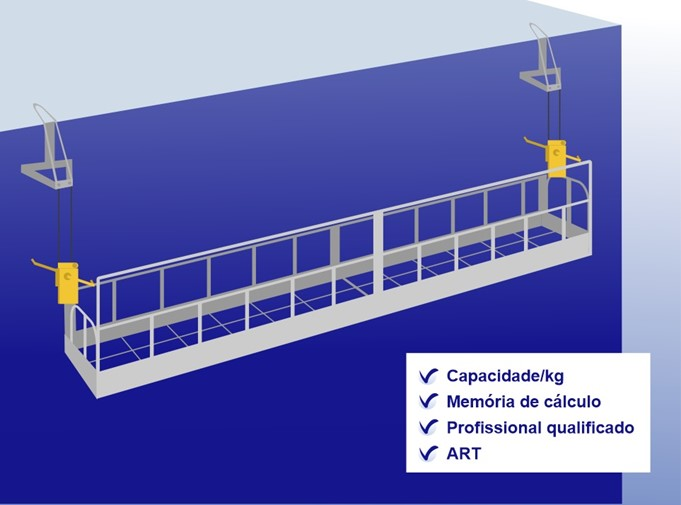 Capacidade/kg
Memória de cálculo
Profissional qualificado
ART